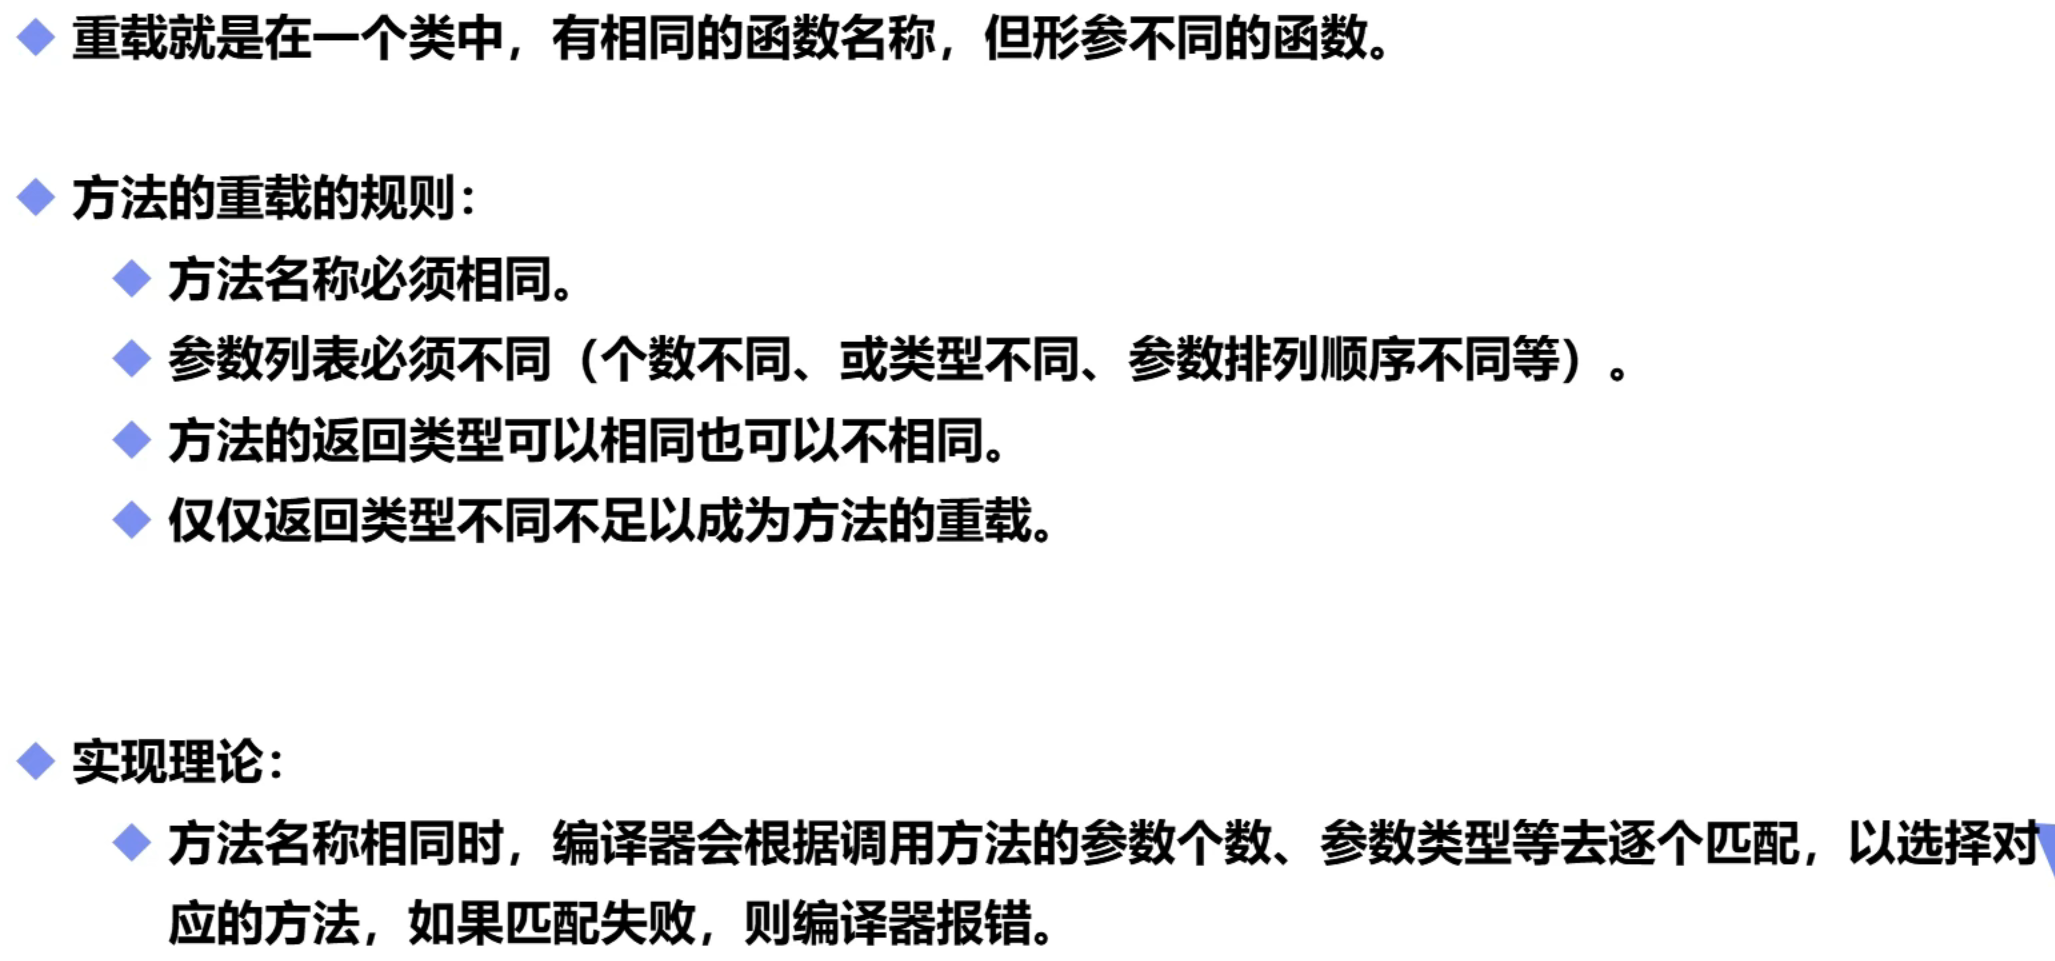 重载就是在一个类中，有相同的函数名称，但形参不同的函数。
方法的重载的规则：
方法名称必须相同。
参数列表必须不同（个数不同、或类型不同、参数排列顺序不同等）。
方法的返回类型可以相同也可以不相同。
仅仅返回类型不同不足以成为方法的重载。
实现理论：
方法名称相同时，编译器会根据调用方法的参数个数、参数类型等去逐个匹配，以选择对
应的方法，如果匹配失败，则编译器报错。